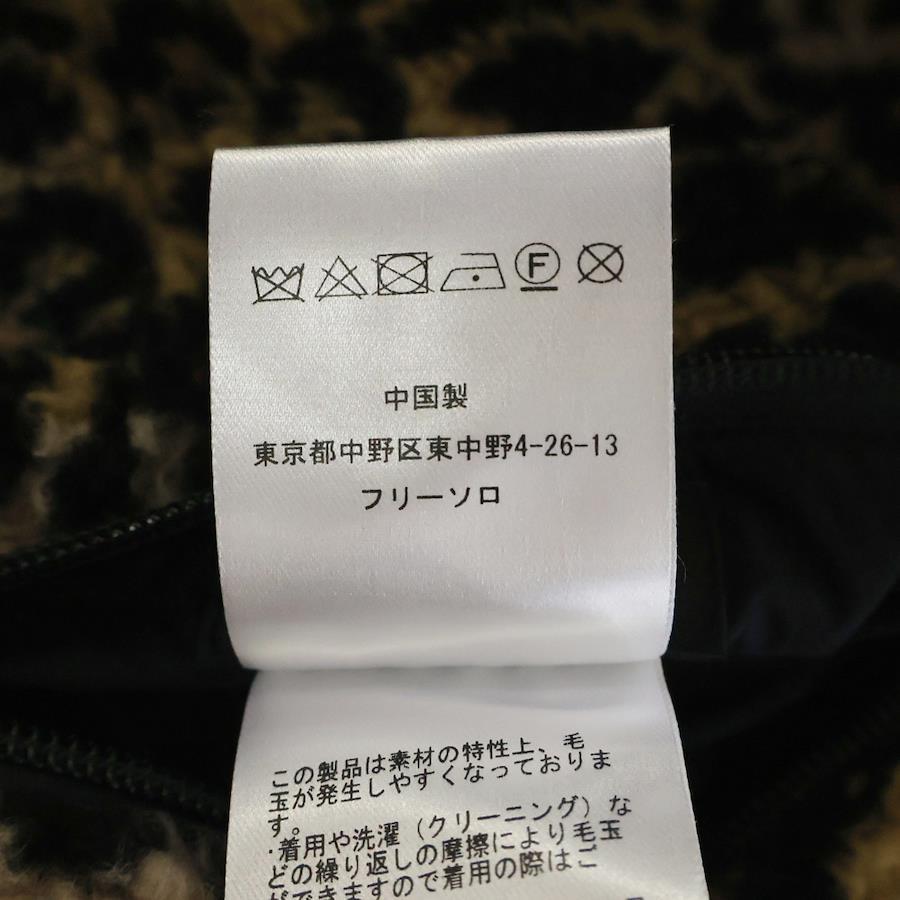 F
中国製
東京都中野区東中野4-26-13
フリーソロ
この製品は素材の特性上、毛
玉が発生しやすくなっておりま
す。
・着用や洗濯（クリーニング）な
どの繰り返しの摩擦により毛玉
ができますので着用の際はご